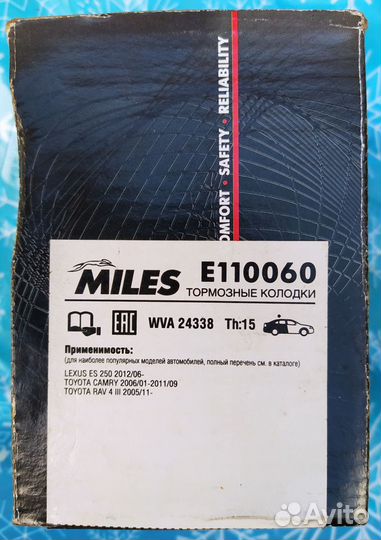 COMFORT · SAFETY · RELIABILITY
MILES
E110060
ТОРМОЗНЫЕ КОЛОДКИ
EAC WVA 24338 Th:15
Применимость:
(для наиболее популярных моделей автомобилей, полный перечень см. в каталоге)
LEXUS ES 250 2012/06-
TOYOTA CAMRY 2006/01-2011/09
TOYOTA RAV 4 III 2005/11-
Avito